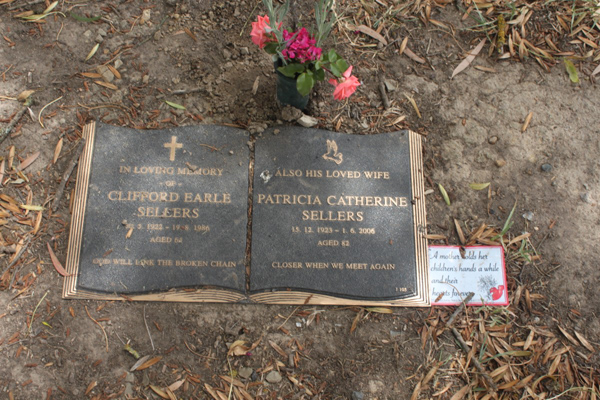 IN LOVING MEMORY
OF
CLIFFORD EARLE
SELLERS
1922 – 19. 8. 1986
AGED 64
GOD WILL LINK THE BROKEN CHAIN
ALSO HIS LOVED WIFE
PATRICIA CATHERINE
SELLERS
15. 12. 1923 – 1. 6. 2006
AGED 82
CLOSER WHEN WE MEET AGAIN
A mother holds her
children's hands a while
and their
hearts forever